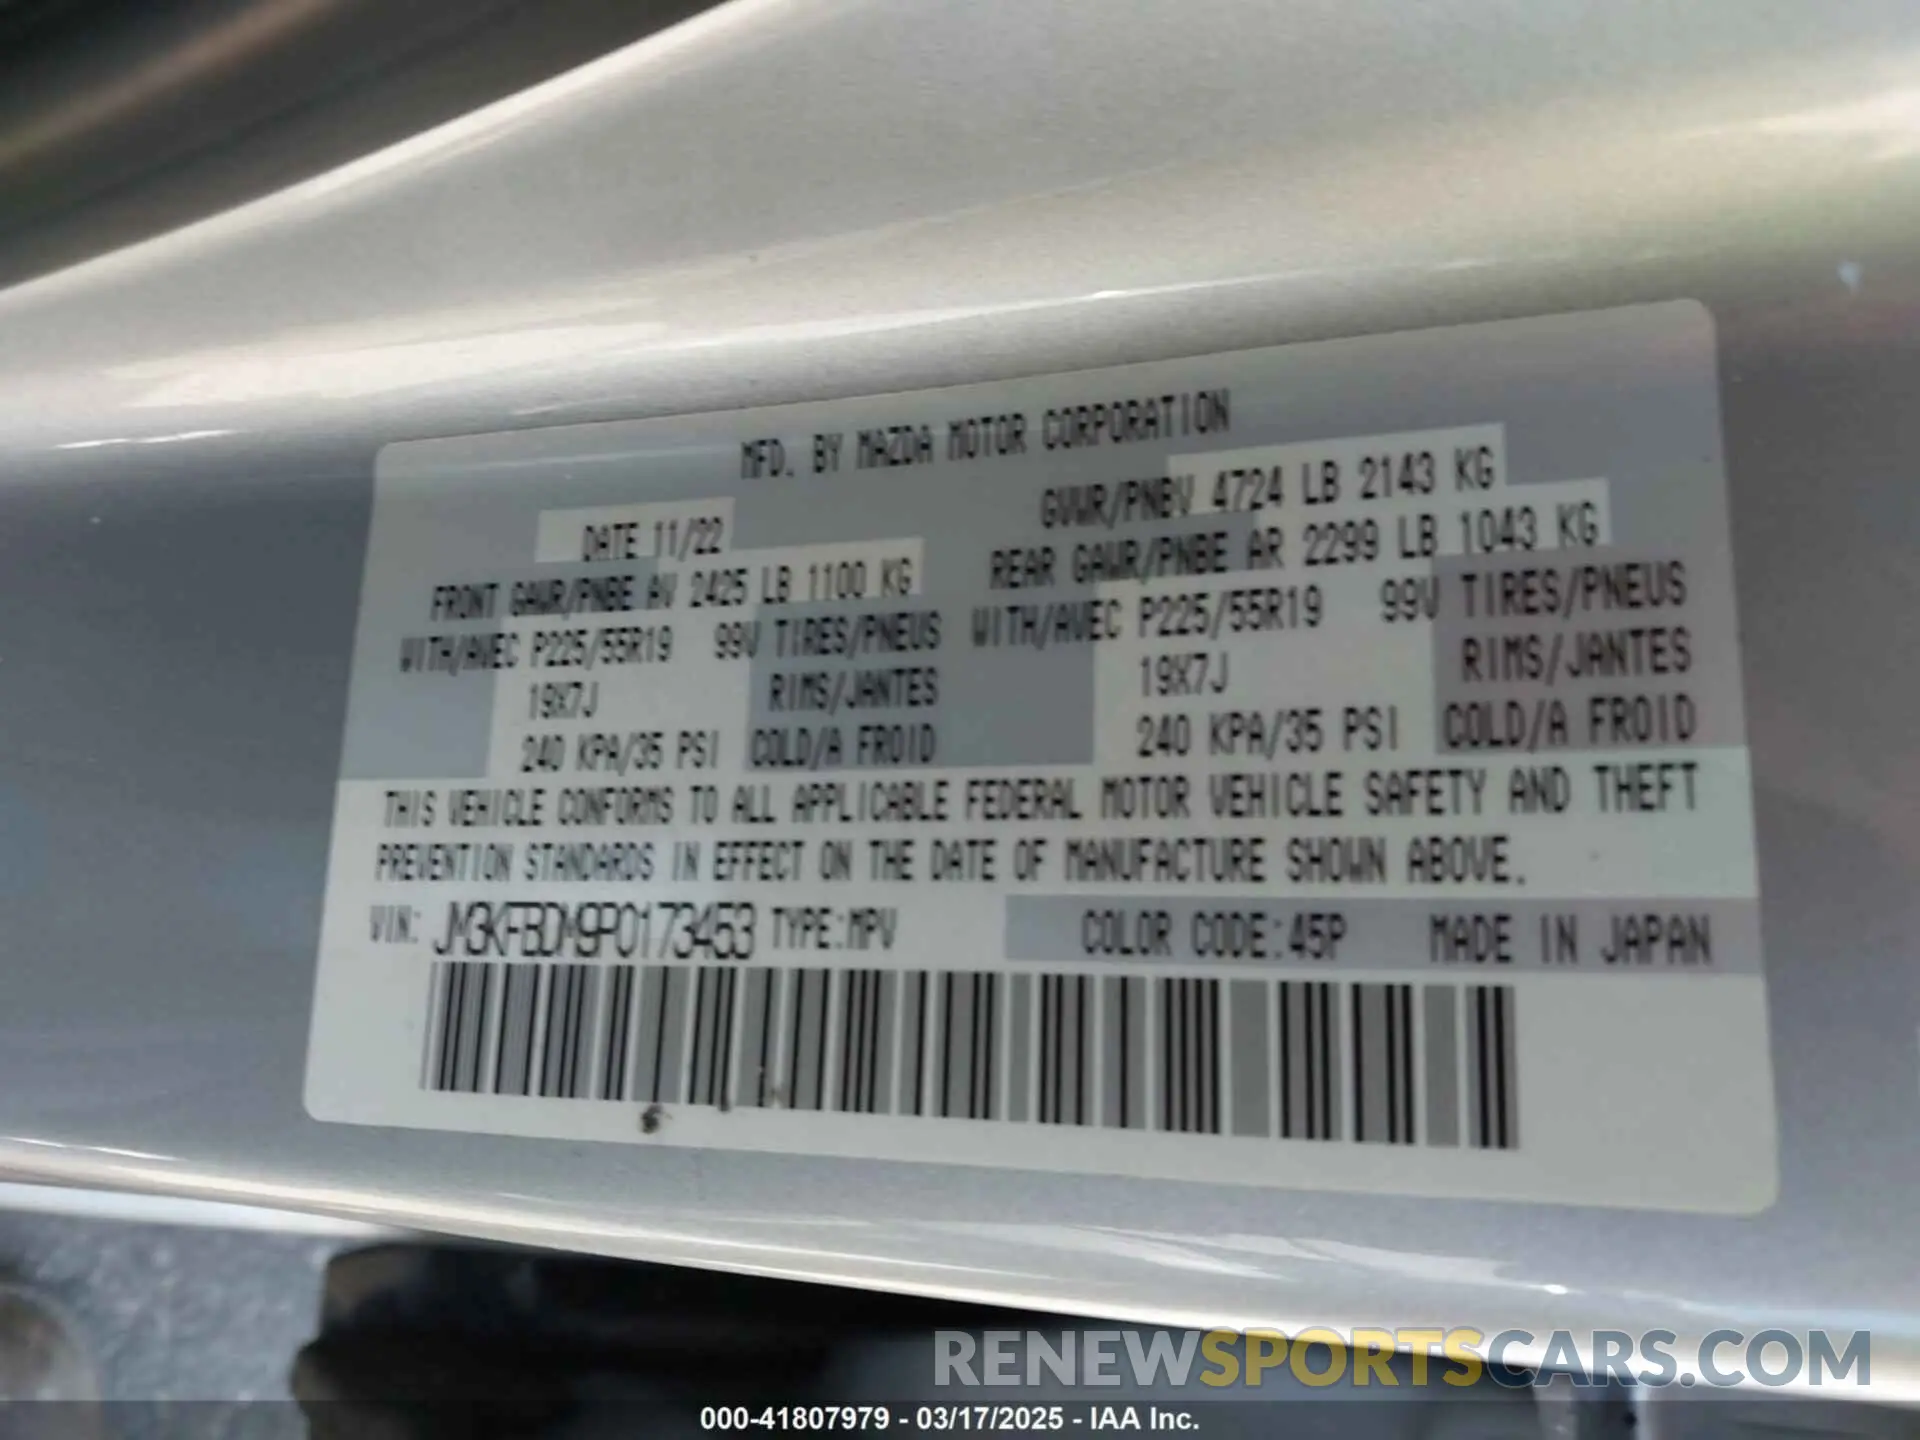 MFD. BY MAZDA MOTOR CORPORATION
DATE 11/22
GVWR/PNBV 4724 LB 2143 KG
FRONT GAWR/PNBE AV 2425 LB 1100 KG
REAR GAWR/PNBE AR 2299 LB 1043 KG
WITH/AVEC P225/55R19 99V TIRES/PNEUS
WITH/AVEC P225/55R19 99V TIRES/PNEUS
19X7J RIMS/JANTES
19X7J RIMS/JANTES
240 KPA/35 PSI COLD/A FROID
240 KPA/35 PSI COLD/A FROID
THIS VEHICLE CONFORMS TO ALL APPLICABLE FEDERAL MOTOR VEHICLE SAFETY AND THEFT
PREVENTION STANDARDS IN EFFECT ON THE DATE OF MANUFACTURE SHOWN ABOVE.
VIN: JM3KFBDM9P0173453 TYPE:MPV COLOR CODE:45P MADE IN JAPAN
RENEWSPORTSCARS.COM
000-41807979 - 03/17/2025 - IAA Inc.